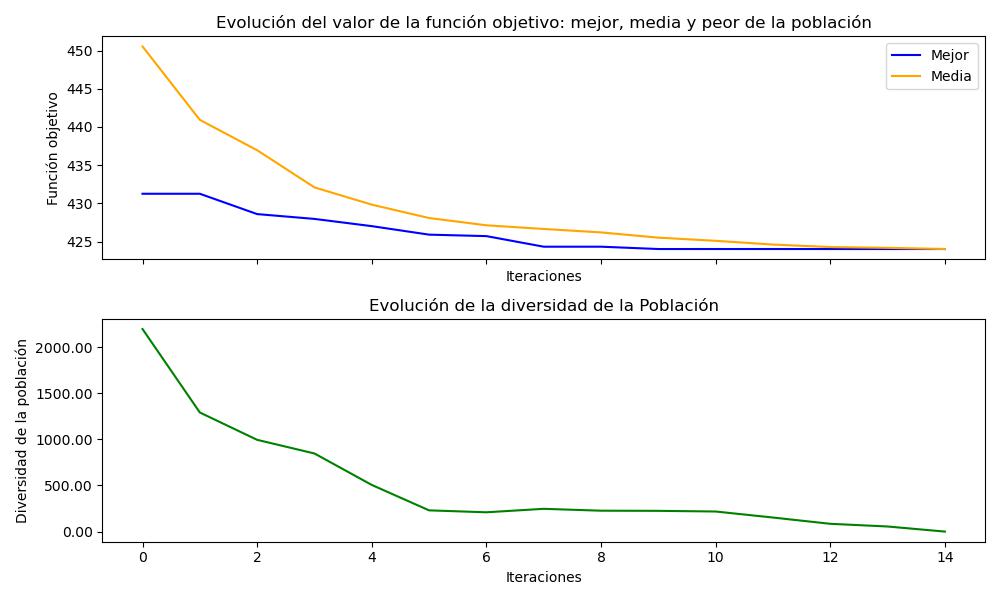 Evolución del valor de la función objetivo: mejor, media y peor de la población
Mejor
Media
Función objetivo
450
445
440
435
430
425
Iteraciones
Evolución de la diversidad de la Población
Diversidad de la población
2000.00
1500.00
1000.00
500.00
0.00
0 2 4 6 8 10 12 14
Iteraciones